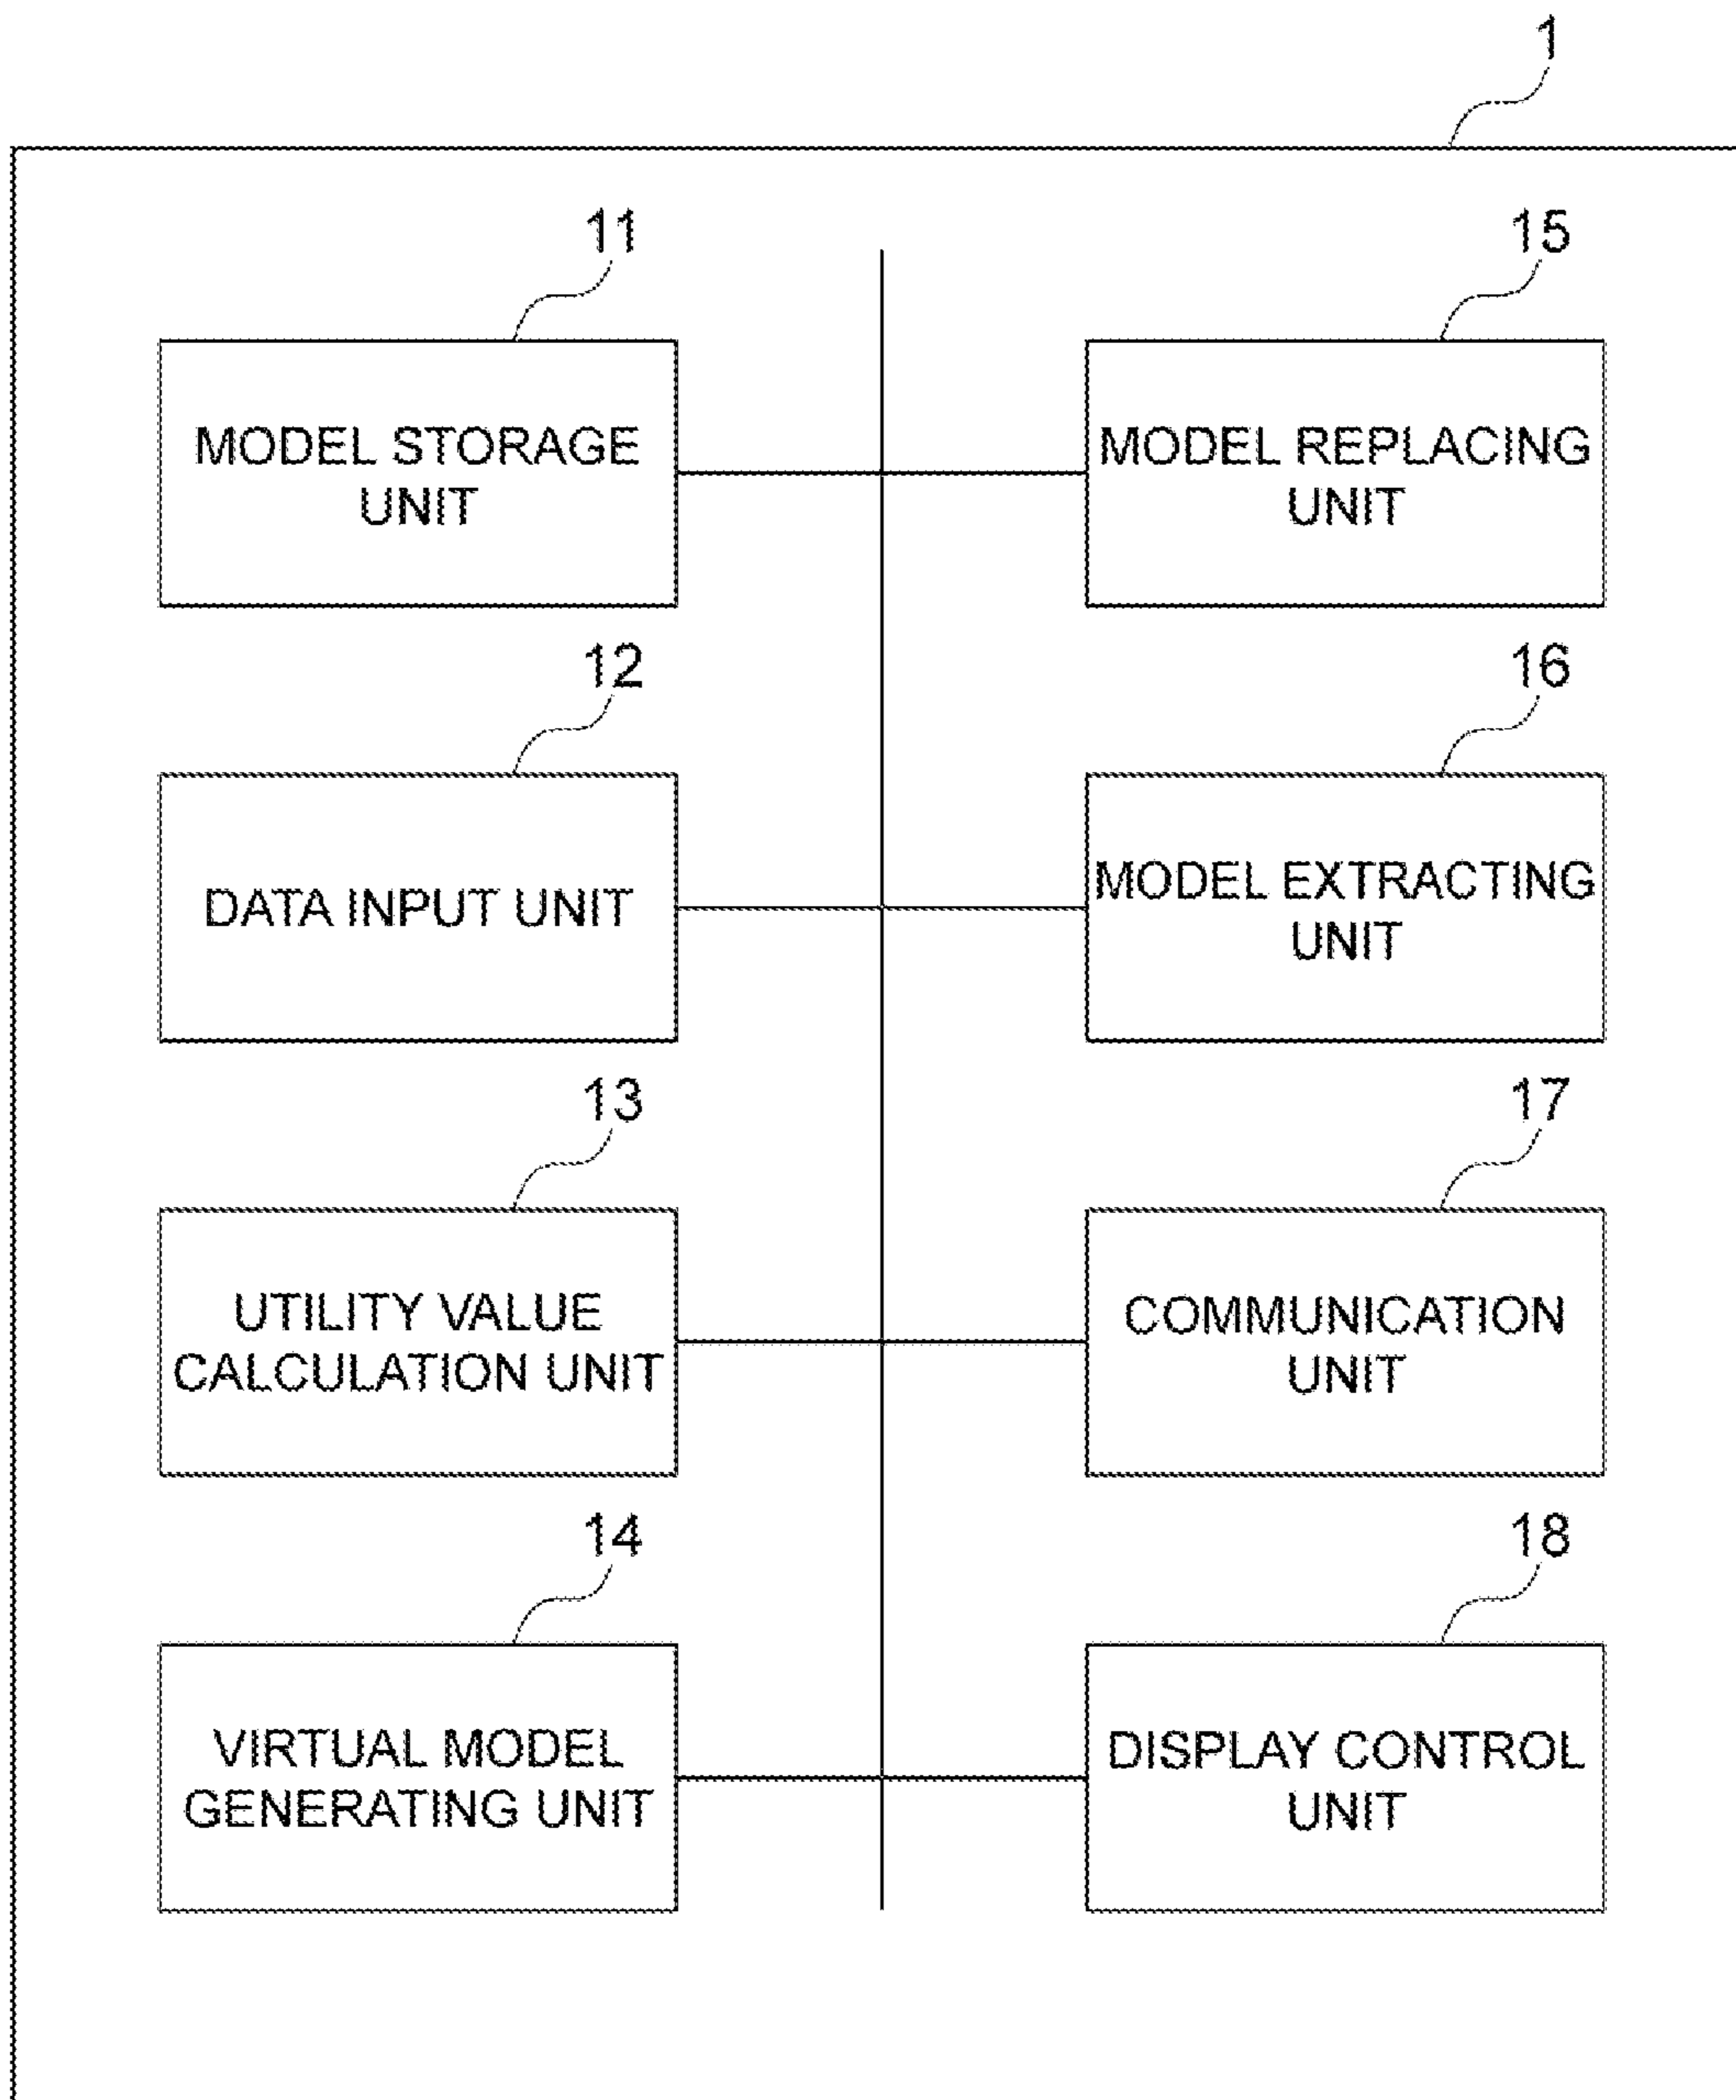 1
11
MODEL STORAGE
UNIT
15
MODEL REPLACING
UNIT
12
DATA INPUT UNIT
16
MODEL EXTRACTING
UNIT
13
UTILITY VALUE
CALCULATION UNIT
17
COMMUNICATION
UNIT
14
VIRTUAL MODEL
GENERATING UNIT
18
DISPLAY CONTROL
UNIT